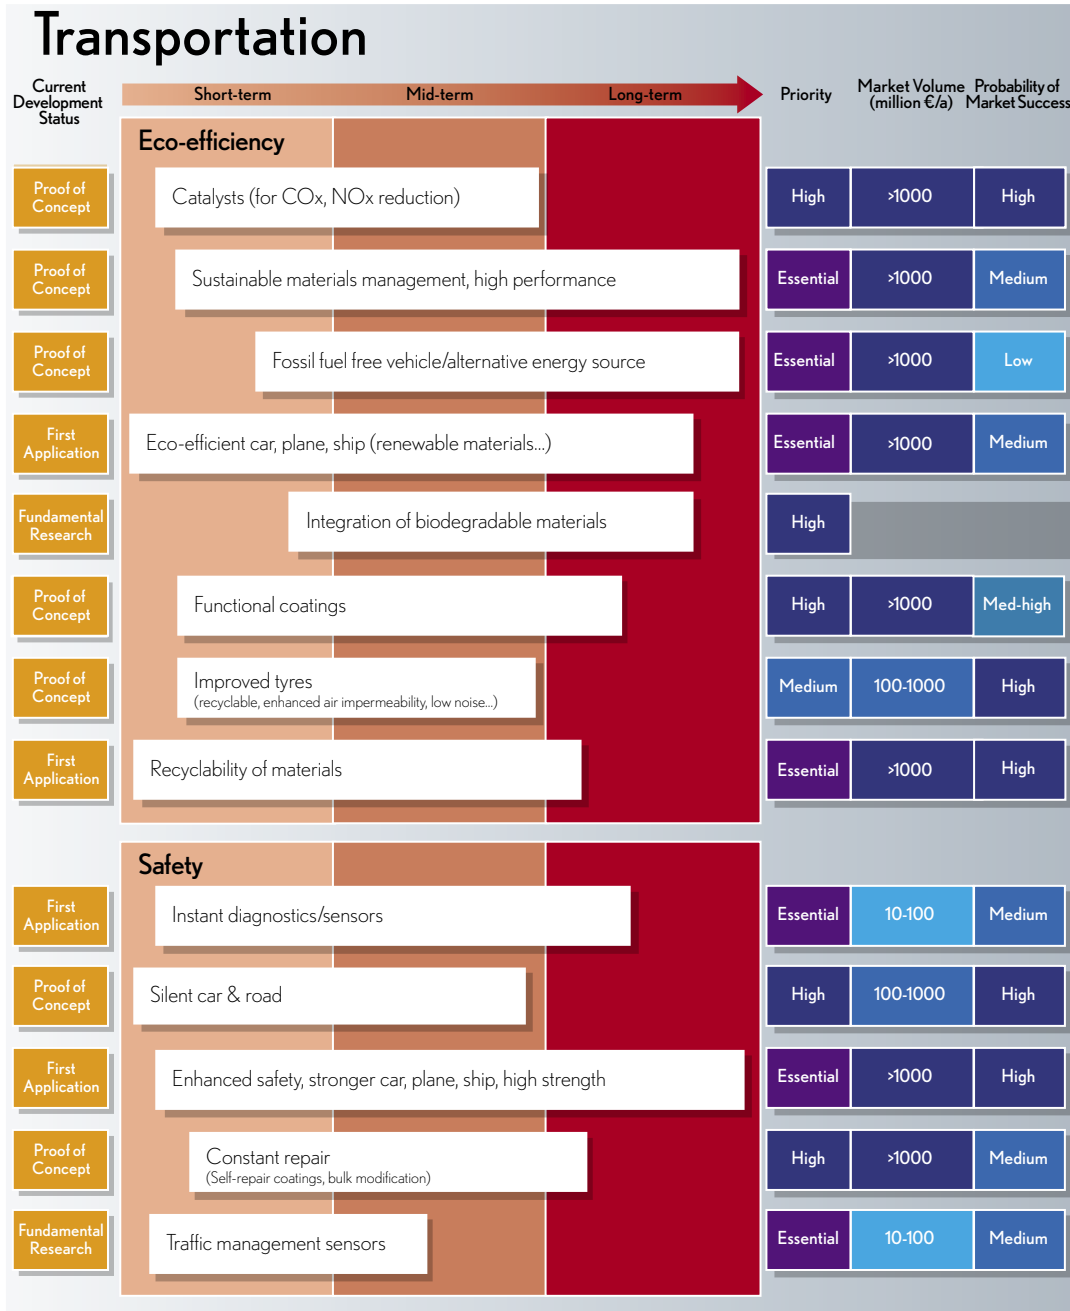 Transportation
Current
Development
Status
Short-term
Mid-term
Long-term
Priority
Market Volume
(million €/a)
Probability of
Market Success
Eco-efficiency
Proof of
Concept
Catalysts (for COx, NOx reduction)
High
>1000
High
Proof of
Concept
Sustainable materials management, high performance
Essential
>1000
Medium
Proof of
Concept
Fossil fuel free vehicle/alternative energy source
Essential
>1000
Low
First
Application
Eco-efficient car, plane, ship (renewable materials...)
Essential
>1000
Medium
Fundamental
Research
Integration of biodegradable materials
High
Proof of
Concept
Functional coatings
High
>1000
Med-high
Proof of
Concept
Improved tyres
(recyclable, enhanced air impermeability, low noise...)
Medium
100-1000
High
First
Application
Recyclability of materials
Essential
>1000
High
Safety
First
Application
Instant diagnostics/sensors
Essential
10-100
Medium
Proof of
Concept
Silent car & road
High
100-1000
High
First
Application
Enhanced safety, stronger car, plane, ship, high strength
Essential
>1000
High
Proof of
Concept
Constant repair
(Self-repair coatings, bulk modification)
High
>1000
Medium
Fundamental
Research
Traffic management sensors
Essential
10-100
Medium